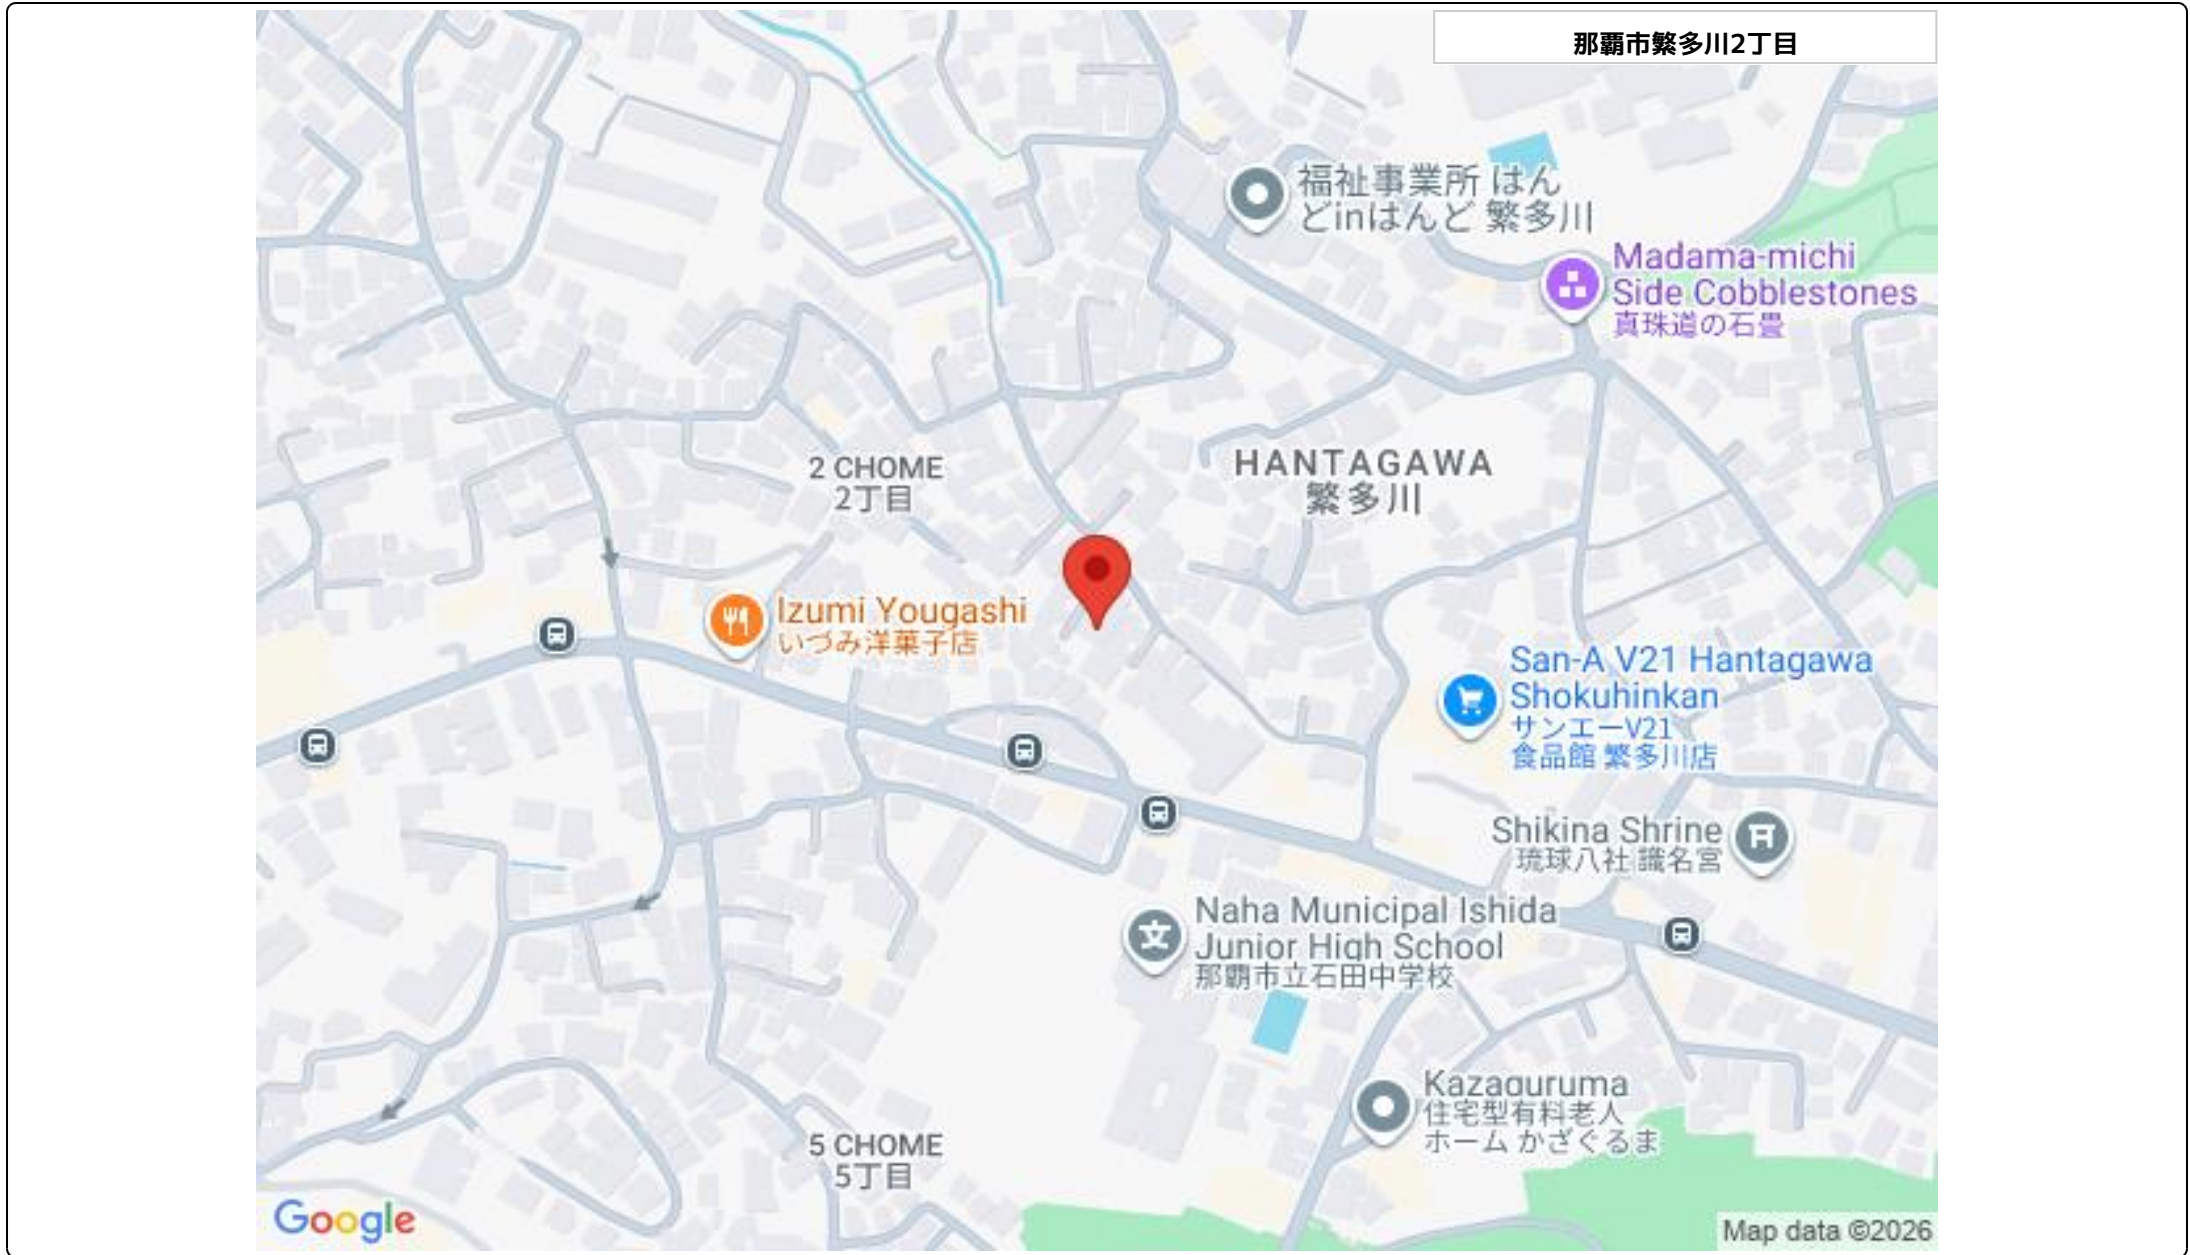 那覇市繁多川2丁目
福祉事業所 はん
どinはんど 繁多川
Madama-michi
Side Cobblestones
真珠道の石畳
2 CHOME
2丁目
HANTAGAWA
繁多川
Izumi Yougashi
いづみ洋菓子店
San-A V21 Hantagawa
Shokuhinkan
サンエーV21
食品館 繁多川店
Shikina Shrine
琉球八社 識名宮
Naha Municipal Ishida
Junior High School
那覇市立石田中学校
文
Kazaguruma
住宅型有料老人
ホーム かざぐるま
5 CHOME
5丁目
Google
Map data ©2026